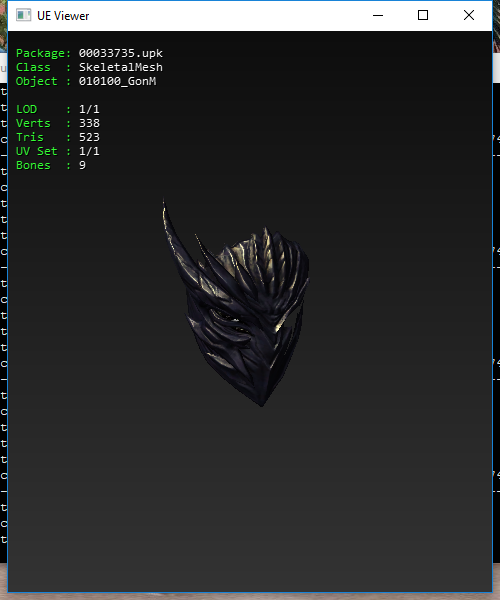 UE Viewer
Package: 00033735.upk
Class : SkeletalMesh
Object : 010100_GonM
LOD : 1/1
Verts : 338
Tris : 523
UV Set : 1/1
Bones : 9